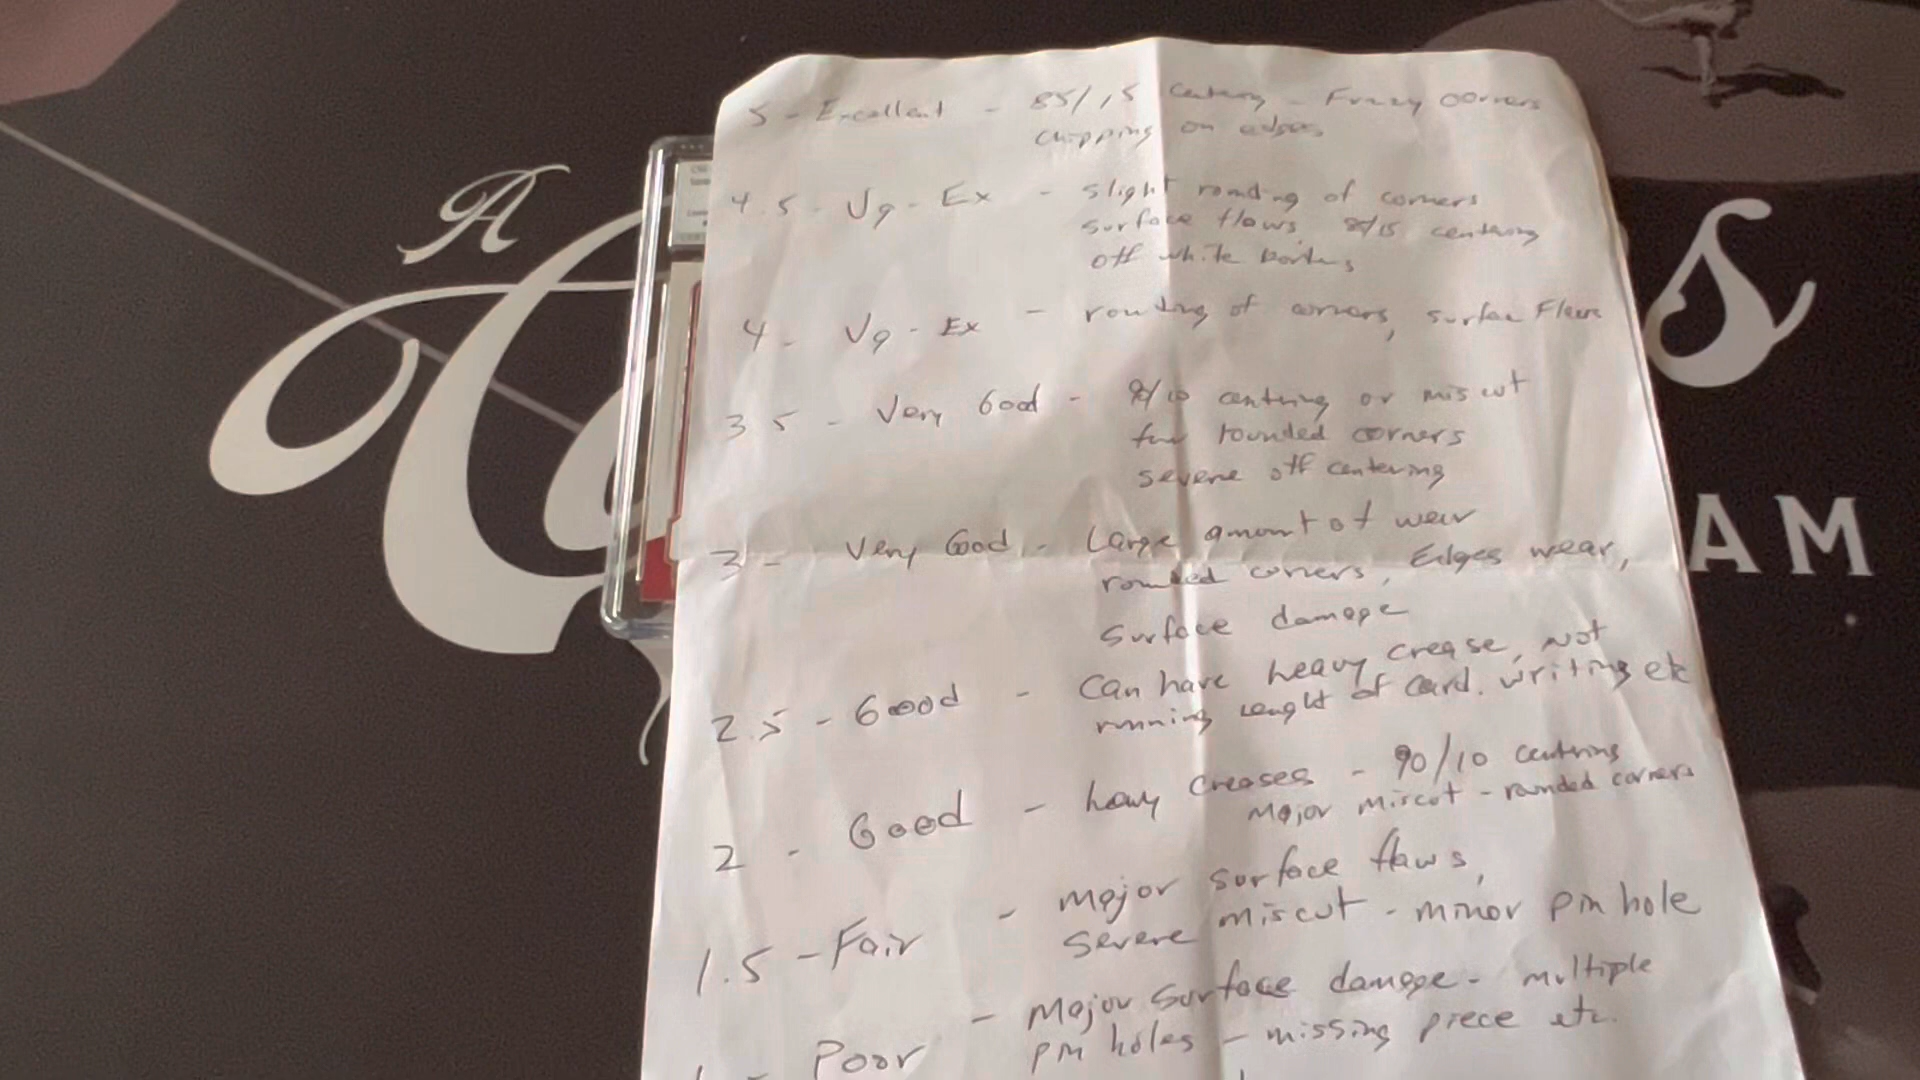 5 - Excellent - 85/15 centering - Fuzzy corners
chipping on edges
4.5 - Vg - Ex - slight rounding of corners
surface flaws, 85/15 centering
off white borders
4 - Vg - Ex - rounding of corners, surface Flaws
3.5 - Very Good - centring or miscut
few rounded corners
severe off centering
3 - Very Good - Large amount of wear
rounded corners, Edges wear,
Surface damage
2.5 - Good - Can have heavy crease, not
running lenght of card. writing etc
2 - Good - heavy creases - 90/10 centring
Major Miscut - rounded corners
1.5 - Fair - major surface flaws,
severe miscut - minor pin hole
1 - Poor - Major Surface damage - multiple
pin holes - missing piece etc.
A
C
S
AM